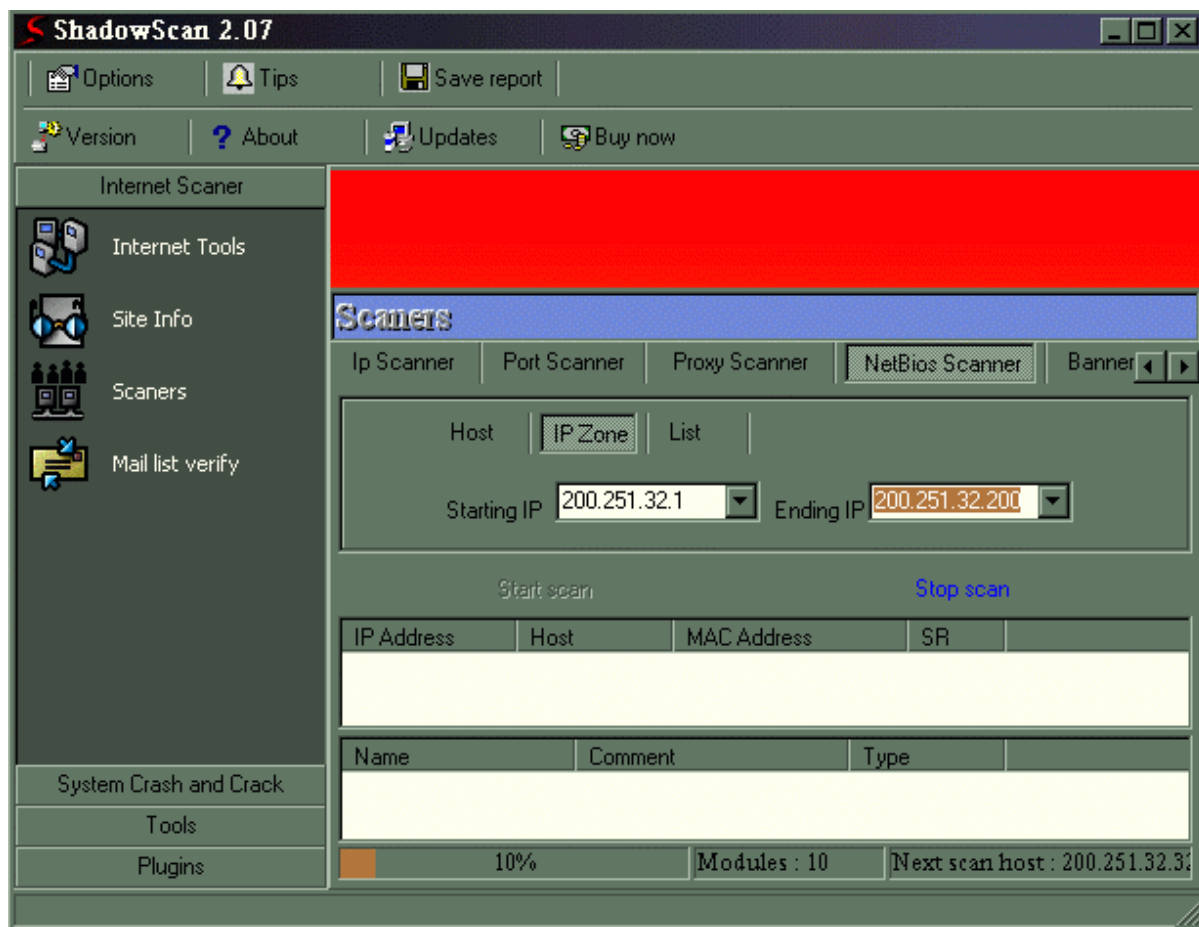 ShadowScan 2.07
Options Tips Save report
Version About Updates Buy now
Internet Scaner
Internet Tools
Site Info
Scaners
Mail list verify
System Crash and Crack
Tools
Plugins
Scaners
Ip Scanner Port Scanner Proxy Scanner NetBios Scanner Banner
Host IP Zone List
Starting IP 200.251.32.1 Ending IP 200.251.32.200
Start scan Stop scan
IP Address Host MAC Address SR
Name Comment Type
10% Modules : 10 Next scan host : 200.251.32.32